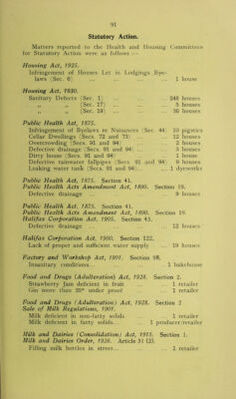 91
Statutory Action.
Matters reported to the Health and Housing Committees
for Statutory Action were as follows :—
Housing Act, 1925.
Infringement of Houses Let in Lodgings Bye-
laws (Sec. 6) ... 1 house
Housing Act, 1930.
Sanitary Defects (Sec. 1) ... 248 houses
,, ,, (Sec. 17) ... 5 houses
,, ,, (Sec. 19) ... 36 houses
Public Health Act, 1875.
Infringement of Byelaws re Nuisances (Sec. 44) 10 pigsties
Cellar Dwellings (Secs. 72 and 73) ... 12 houses
Overcrowding (Secs. 91 and 94) ... 2 houses
Defective drainage (Secs. 91 and 94) ... 3 houses
Dirty House (Secs. 91 and 94) ... 1 house
Defective rainwater fallpipes (Secs. 91 and 94) 9 houses
Leaking water tank (Secs. 91 and 94) ... 1 dyeworks
Public Health Act, 1875. Section 41.
Public Health Acts Amendment Act, 1890. Section 19.
Defective drainage ... 9 houses
Public Health Act, 1875. Section 41.
Public Health Acts Amendment Act, 1890. Section 19.
Halifax Corporation Act, 1905. Section 43.
Defective drainage ... 12 houses
Halifax Corporation Act, 1900. Section 122.
Lack of proper and sufficient water supply ... 19 houses
Factory and Workshop Act, 1901. Section 98.
Insanitary conditions ... 1 bakehouse
Food and Drugs (Adulteration) Act, 1928. Section 2.
Strawberry Jam deficient in fruit ... 1 retailer
Gin more than 35° under proof ... 1 retailer
Food and Drugs (Adulteration) Act, 1928. Section 2
Sale of Milk Regulations, 1901.
Milk deficient in non-fatty solids ... 1 retailer
Milk deficient in fatty solids ... 1 producer/retailer
Milk and Dairies (Consolidation) Act, 1915. Section 1.
Milk and Dairies Order, 1926. Article 31 (2).
Filling milk bottles in street ... 1 retailer